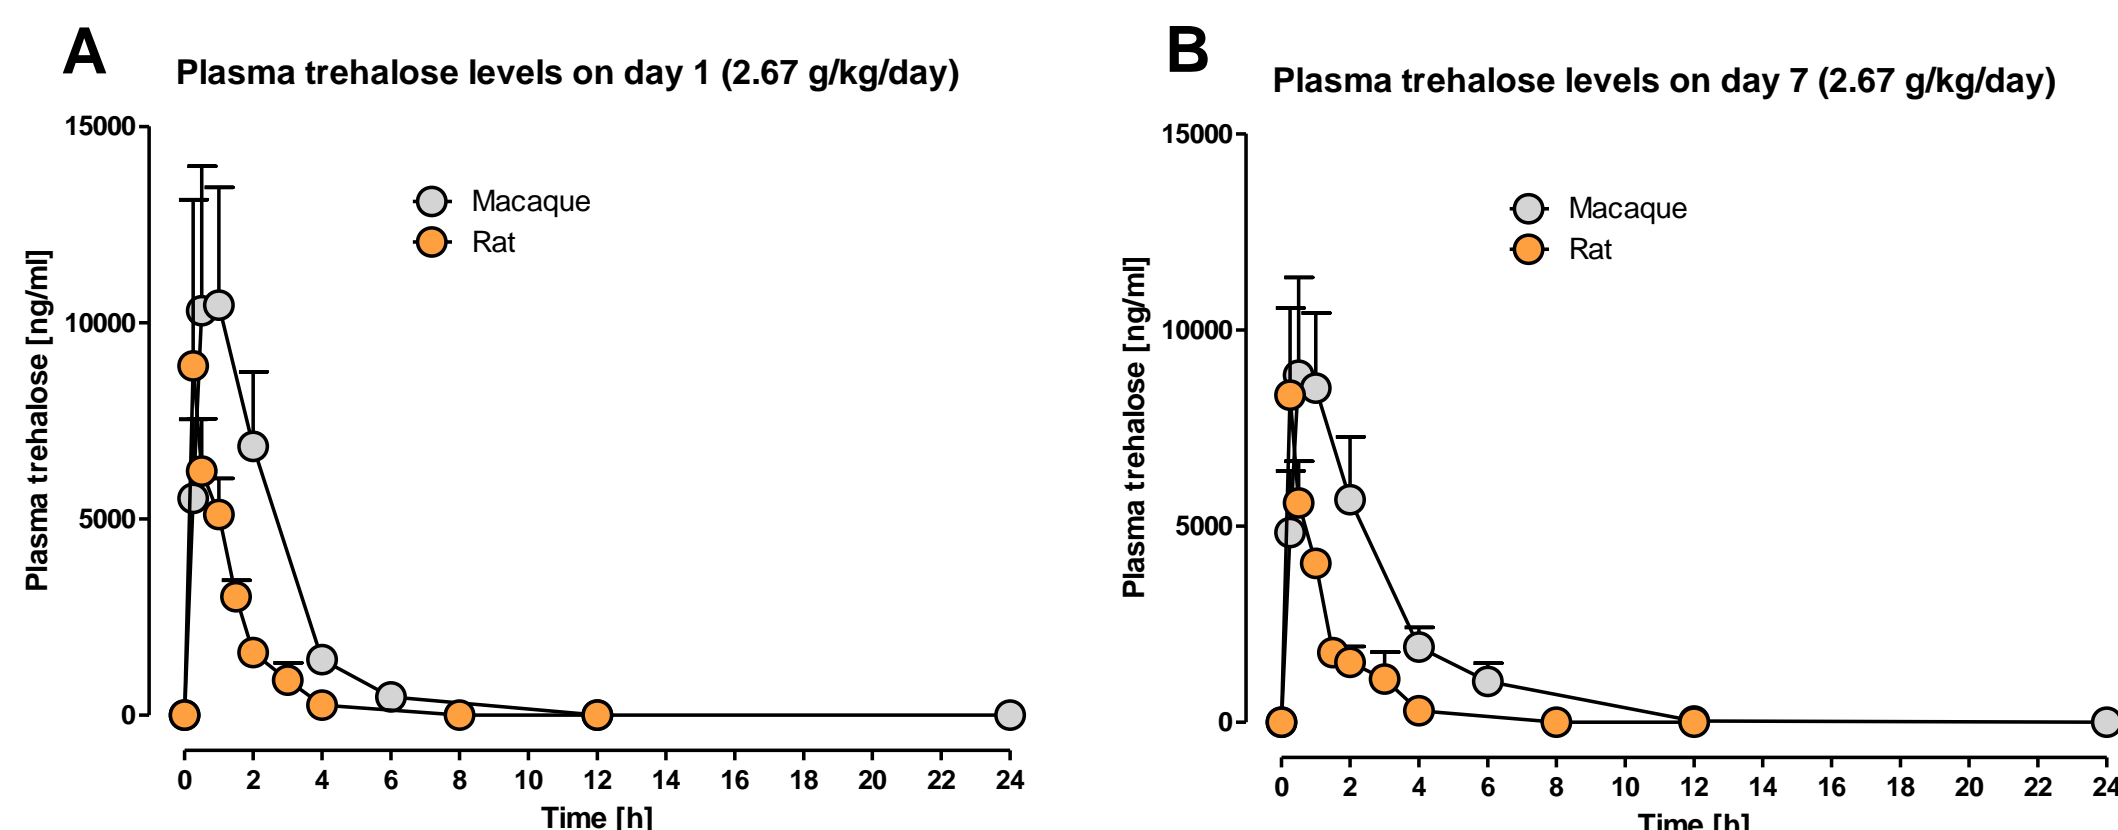 A
Plasma trehalose levels on day 1 (2.67 g/kg/day)
15000
10000
5000
0
Plasma trehalose [ng/ml]
Macaque
Rat
0 2 4 6 8 10 12 14 16 18 20 22 24
Time [h]
B
Plasma trehalose levels on day 7 (2.67 g/kg/day)
15000
10000
5000
0
Plasma trehalose [ng/ml]
Macaque
Rat
0 2 4 6 8 10 12 14 16 18 20 22 24
Time [h]